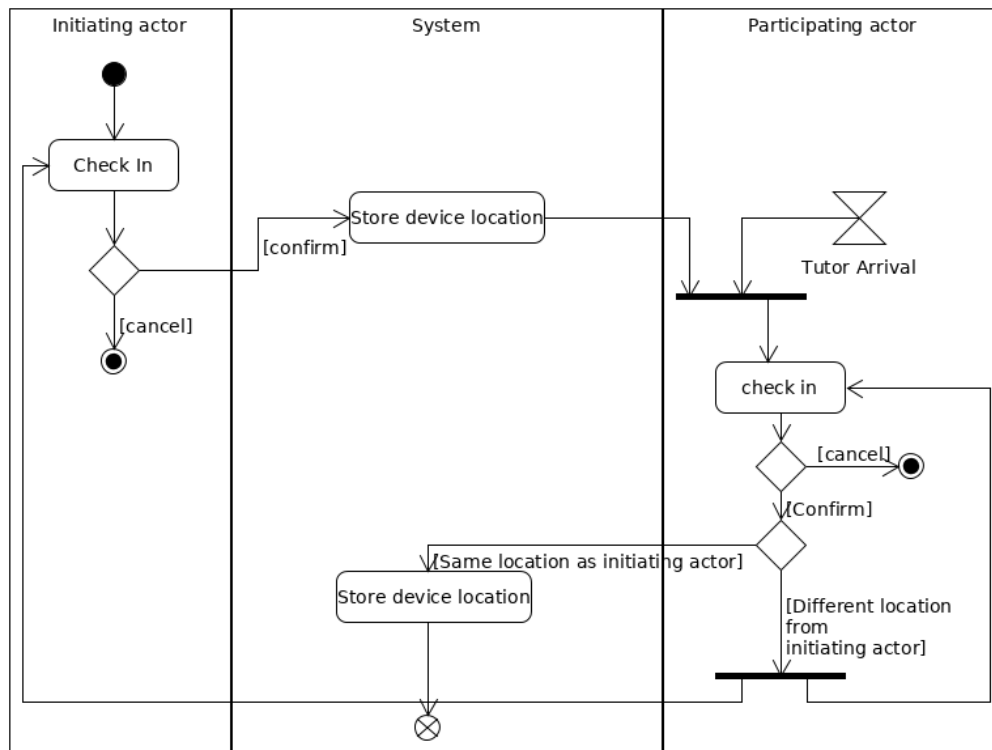 Initiating actor
System
Participating actor
Check In
Store device location
[confirm]
Tutor Arrival
[cancel]
check in
[cancel]
[Confirm]
[Same location as initiating actor]
Store device location
[Different location
from
initiating actor]